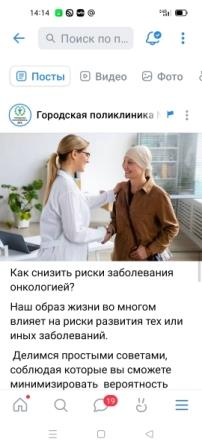 14:14
Поиск по п...
Посты
Видео
Фото
Городская поликлиника
Как снизить риски заболевания
онкологией?
Наш образ жизни во многом
влияет на риски развития тех или
иных заболеваний.
Делимся простыми советами,
соблюдая которые вы сможете
минимизировать вероятность
19